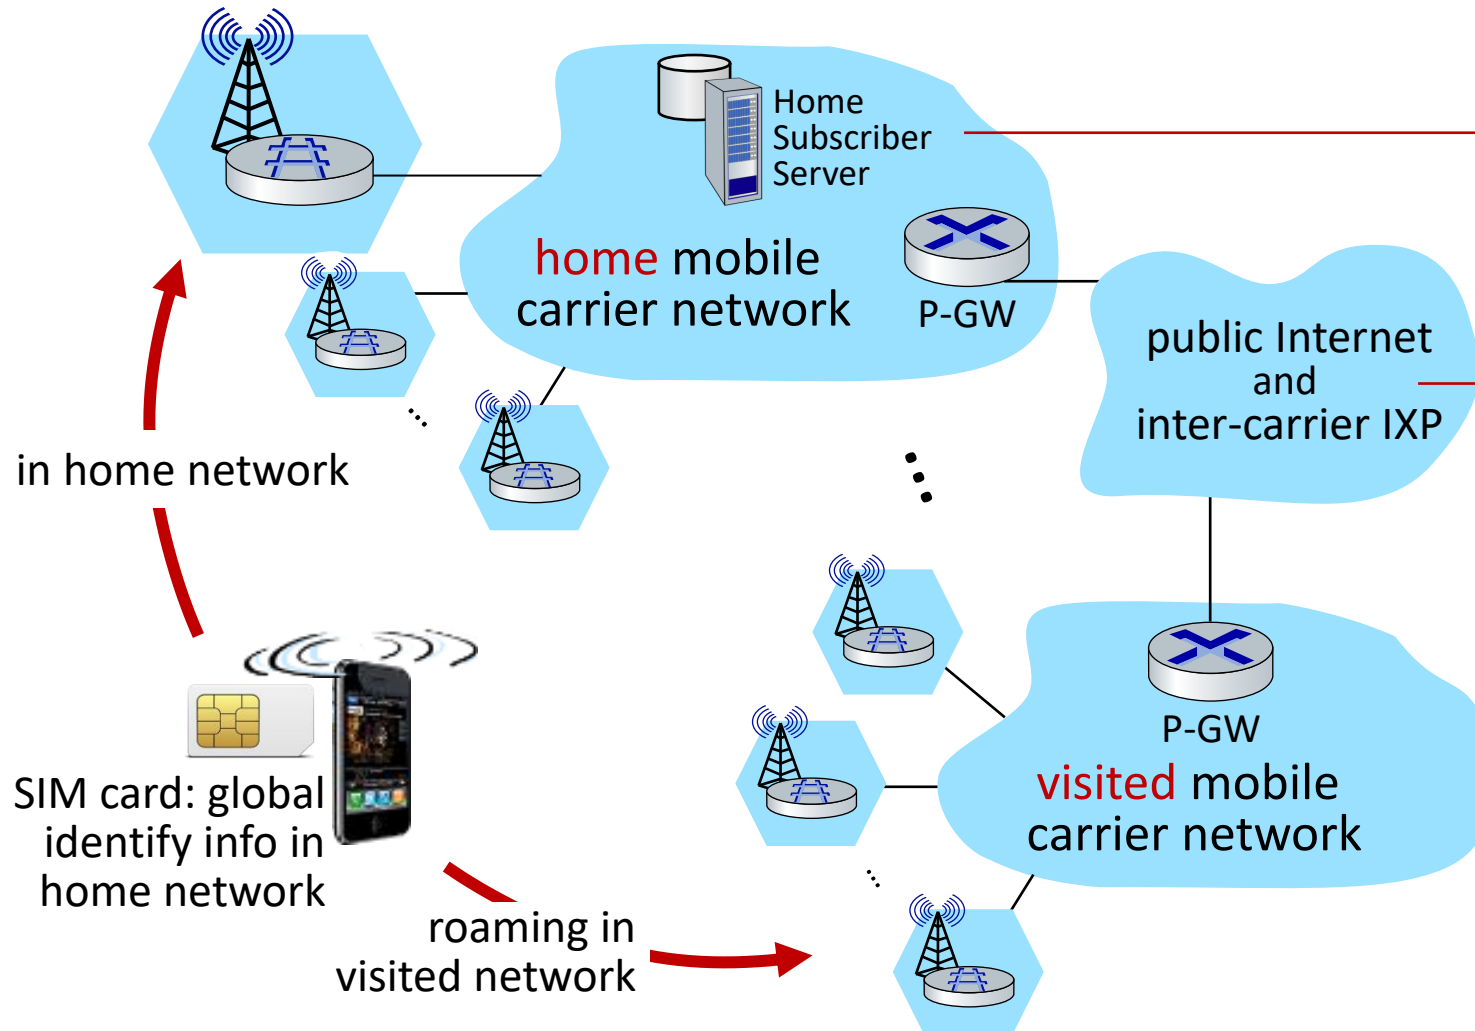 Home
Subscriber
Server
home mobile
carrier network
P-GW
public Internet
and
inter-carrier IXP
in home network
SIM card: global
identify info in
home network
P-GW
visited mobile
carrier network
roaming in
visited network